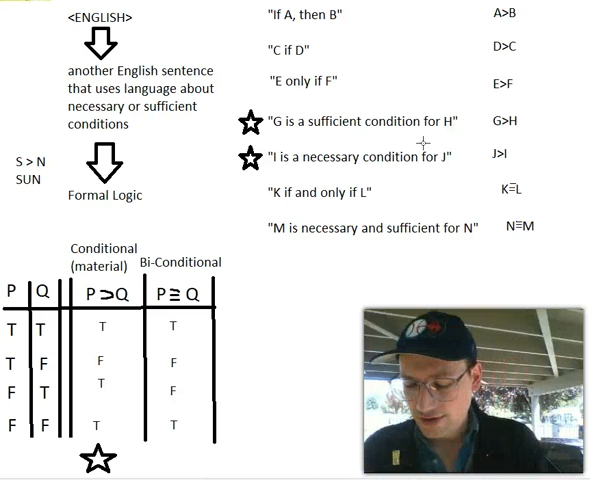 <ENGLISH>
another English sentence
that uses language about
necessary or sufficient
conditions
S > N
SUN
Formal Logic
"If A, then B" A>B
"C if D" D>C
"E only if F" E>F
"G is a sufficient condition for H" G>H
"I is a necessary condition for J" J>I
"K if and only if L" K≡L
"M is necessary and sufficient for N" N≡M
Conditional
(material)
Bi-Conditional
P Q P⊃Q P≡Q
T T T T
T F F F
F T T F
F F T T